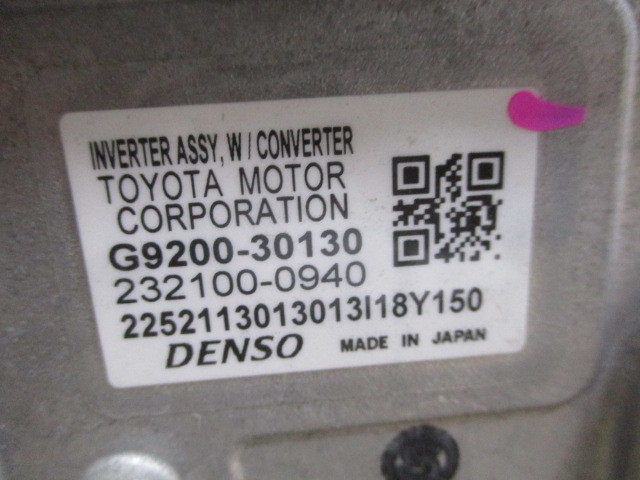 INVERTER ASSY, W / CONVERTER
TOYOTA MOTOR
CORPORATION
G9200-30130
232100-0940
2252113013013I18Y150
DENSO MADE IN JAPAN